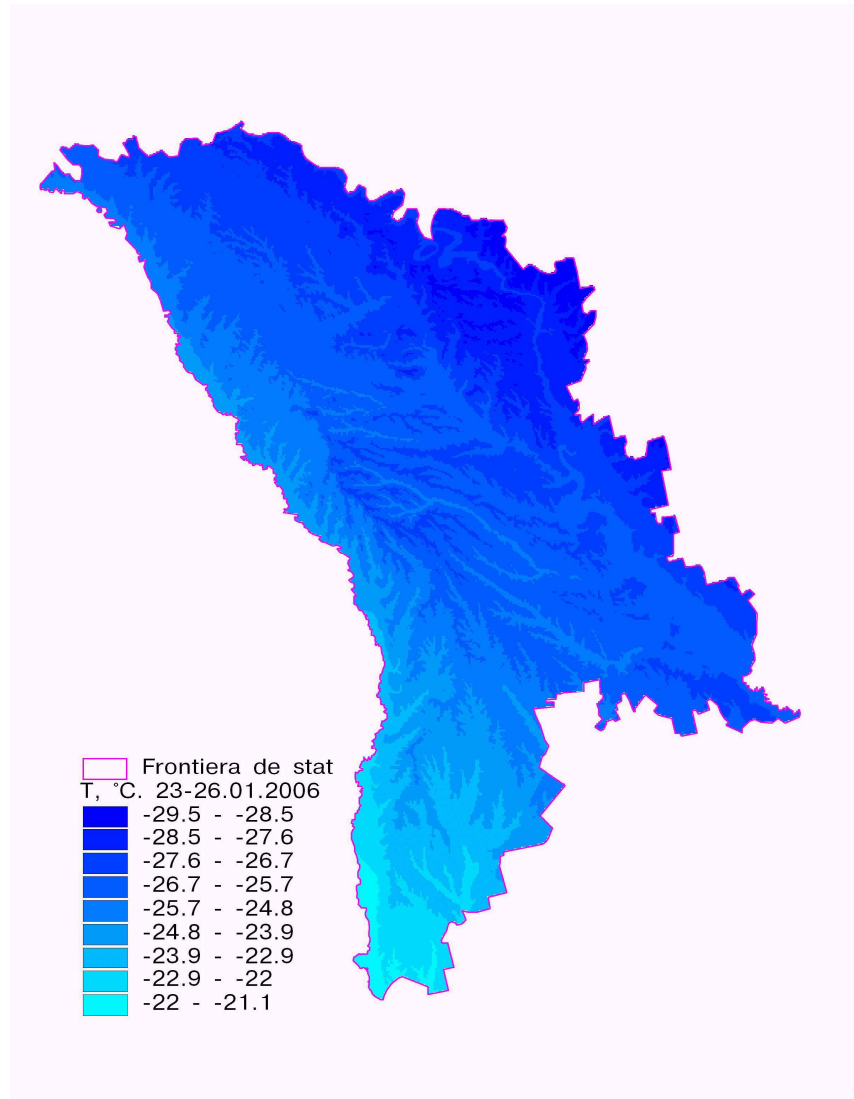 Frontiera de stat
T, °C. 23-26.01.2006
-29.5 - -28.5
-28.5 - -27.6
-27.6 - -26.7
-26.7 - -25.7
-25.7 - -24.8
-24.8 - -23.9
-23.9 - -22.9
-22.9 - -22
-22 - -21.1